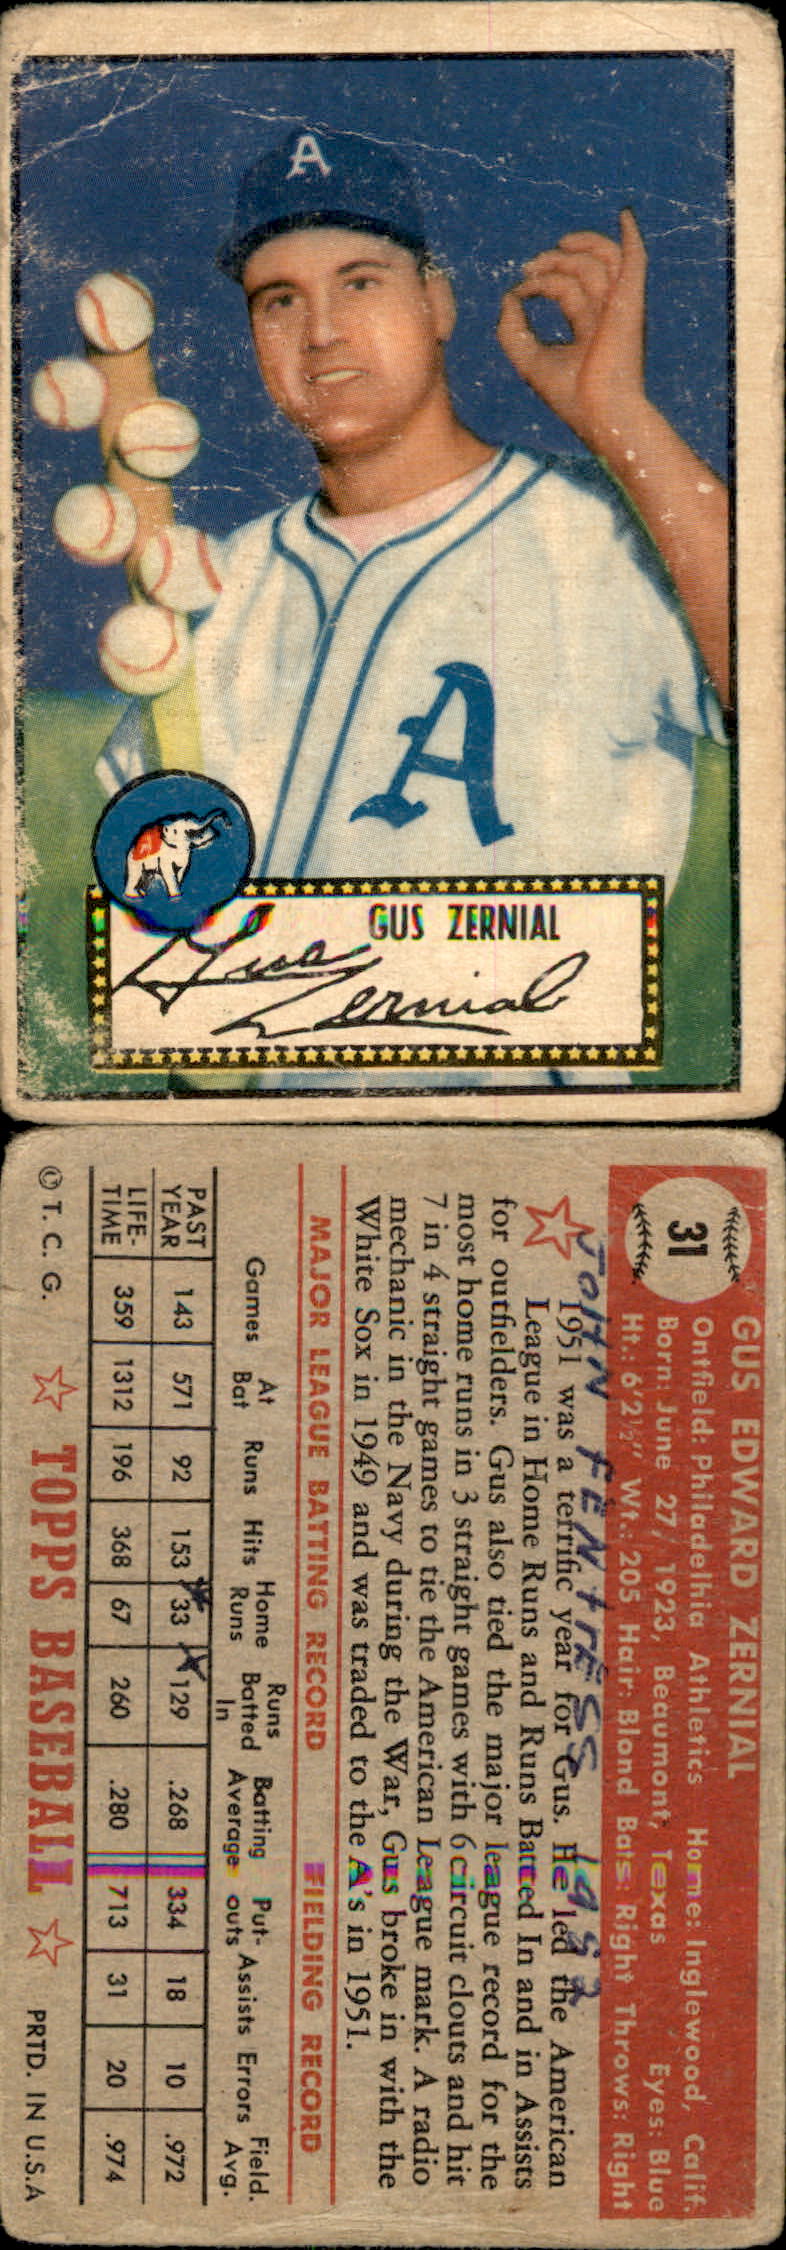 A
A
GUS ZERNIAL
Gus
Zernial
31
GUS EDWARD ZERNIAL
Ontfield: Philadelhia Athletics Home: Inglewood, Calif.
Born: June 27, 1923, Beaumont, Texas Eyes: Blue
Ht.: 6'2½" Wt.: 205 Hair: Blond Bats: Right Throws: Right
JOHN FENTRESS 1952
1951 was a terrific year for Gus. He led the American
League in Home Runs and Runs Batted In and in Assists
for outfielders. Gus also tied the major league record for the
most home runs in 3 straight games with 6 circuit clouts and hit
7 in 4 straight games to tie the American League mark. A radio
mechanic in the Navy during the War, Gus broke in with the
White Sox in 1949 and was traded to the A's in 1951.
MAJOR LEAGUE BATTING RECORD FIELDING RECORD
Games At Bat Runs Hits Home Runs Runs Batted In Batting Average Put-outs Assists Errors Field. Avg.
PAST YEAR 143 571 92 153 33 129 .268 334 18 10 .972
LIFE-TIME 359 1312 196 368 67 260 .280 713 31 20 .974
© T. C. G. TOPPS BASEBALL PRTD. IN U.S.A